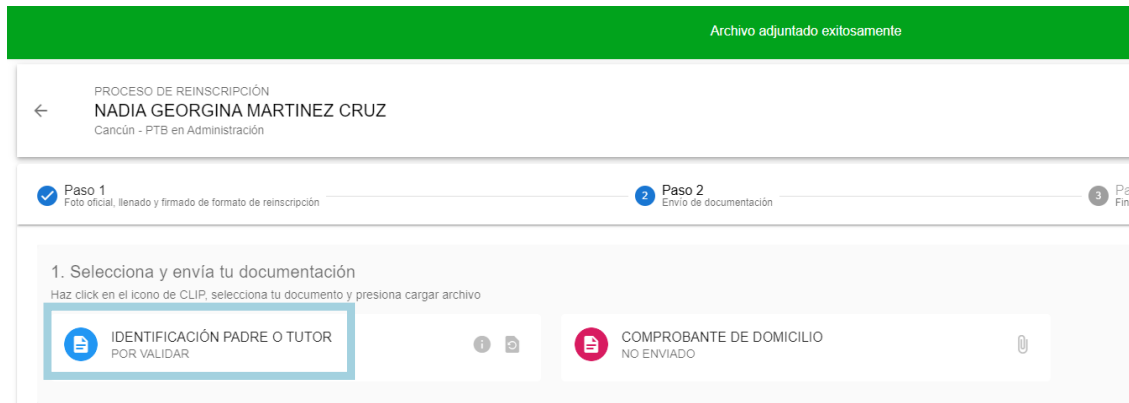 Archivo adjuntado exitosamente
PROCESO DE REINSCRIPCIÓN
NADIA GEORGINA MARTINEZ CRUZ
Cancún - PTB en Administración
Paso 1
Foto oficial, llenado y firmado de formato de reinscripción
2
Paso 2
Envío de documentación
3
Pa
Fin
1. Selecciona y envía tu documentación
Haz click en el icono de CLIP, selecciona tu documento y presiona cargar archivo
IDENTIFICACIÓN PADRE O TUTOR
POR VALIDAR
COMPROBANTE DE DOMICILIO
NO ENVIADO